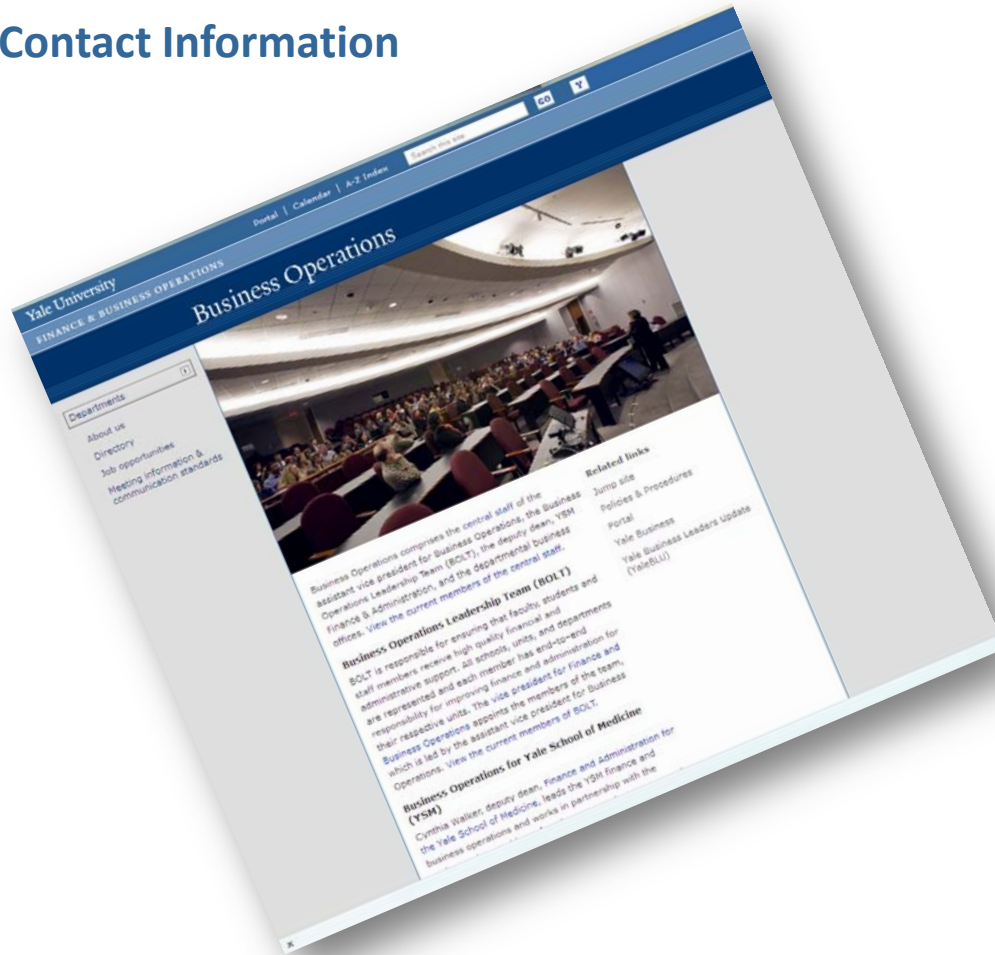 Contact Information
Portal | Calendar | A-Z Index
Search this site
GO
Y
Yale University
FINANCE & BUSINESS OPERATIONS
Business Operations
Departments
About us
Directory
Job opportunities
Meeting information &
communication standards
Business Operations comprises the central staff of the
assistant vice president for Business Operations, the Business
Operations Leadership Team (BOLT), the deputy dean, YSM
Finance & Administration, and the departmental business
offices. View the current members of the central staff.
Business Operations Leadership Team (BOLT)
BOLT is responsible for ensuring that faculty, students and
staff members receive high quality financial and
administrative support. All schools, units, and departments
are represented and each member has end-to-end
responsibility for improving finance and administration for
their respective units. The vice president for Finance and
Business Operations appoints the members of the team,
which is led by the assistant vice president for Business
Operations. View the current members of BOLT.
Business Operations for Yale School of Medicine
(YSM)
Cynthia Walker, deputy dean, Finance and Administration for
the Yale School of Medicine, leads the YSM finance and
business operations and works in partnership with the
Related links
Jump site
Policies & Procedures
Portal
Yale Business
Yale Business Leaders Update
(YaleBLU)
x